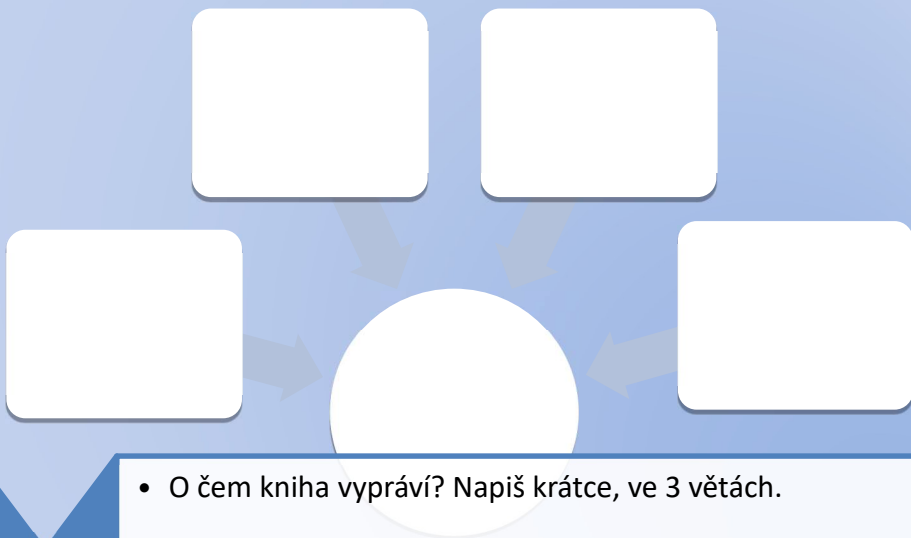 • O čem kniha vypráví? Napiš krátce, ve 3 větách.